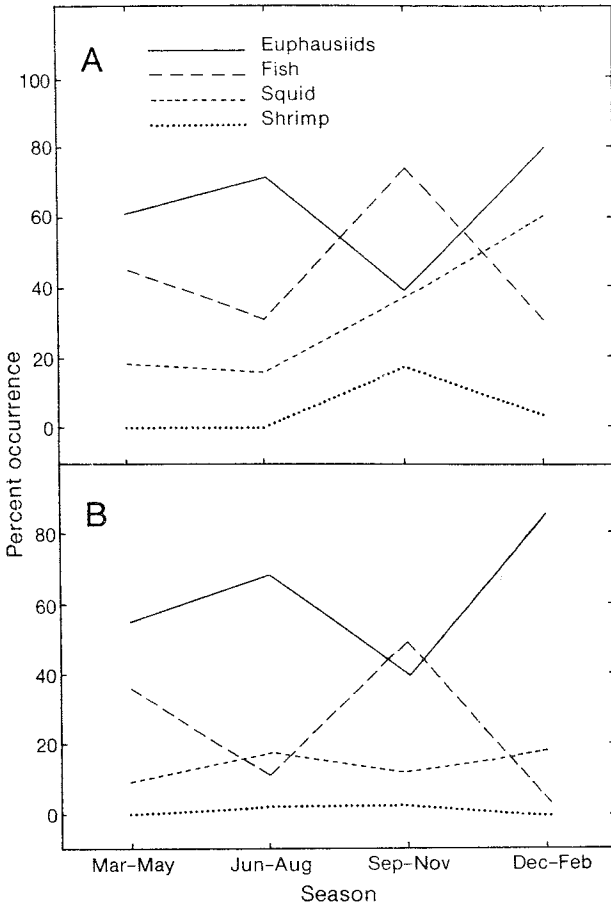 A
Euphausiids
Fish
Squid
Shrimp
100
80
60
40
20
0
Percent occurrence
B
80
60
40
20
0
Mar-May Jun-Aug Sep-Nov Dec-Feb
Season